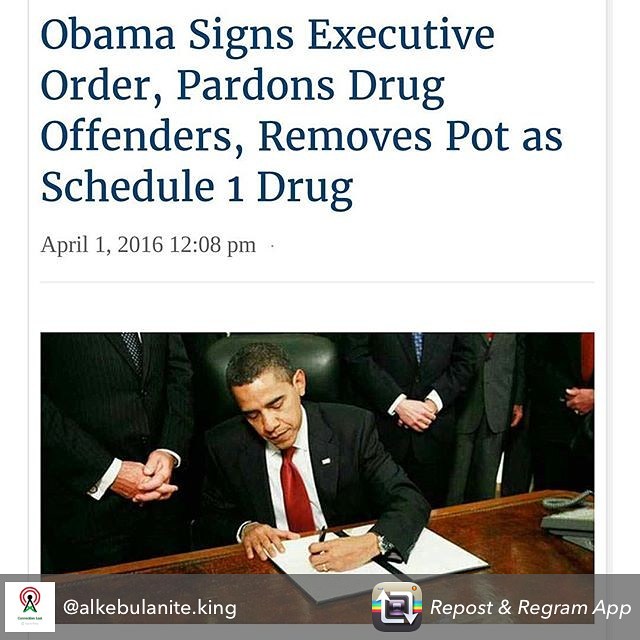 Obama Signs Executive
Order, Pardons Drug
Offenders, Removes Pot as
Schedule 1 Drug
April 1, 2016 12:08 pm ·
@alkebulanite.king
Repost & Regram App